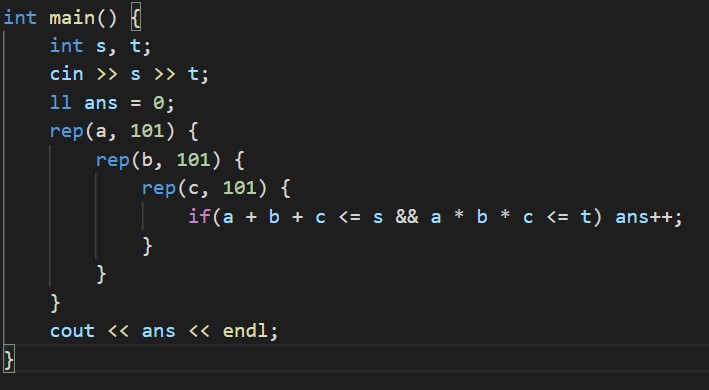 int main() {
    int s, t;
    cin >> s >> t;
    ll ans = 0;
    rep(a, 101) {
        rep(b, 101) {
            rep(c, 101) {
                if(a + b + c <= s && a * b * c <= t) ans++;
            }
        }
    }
    cout << ans << endl;
}